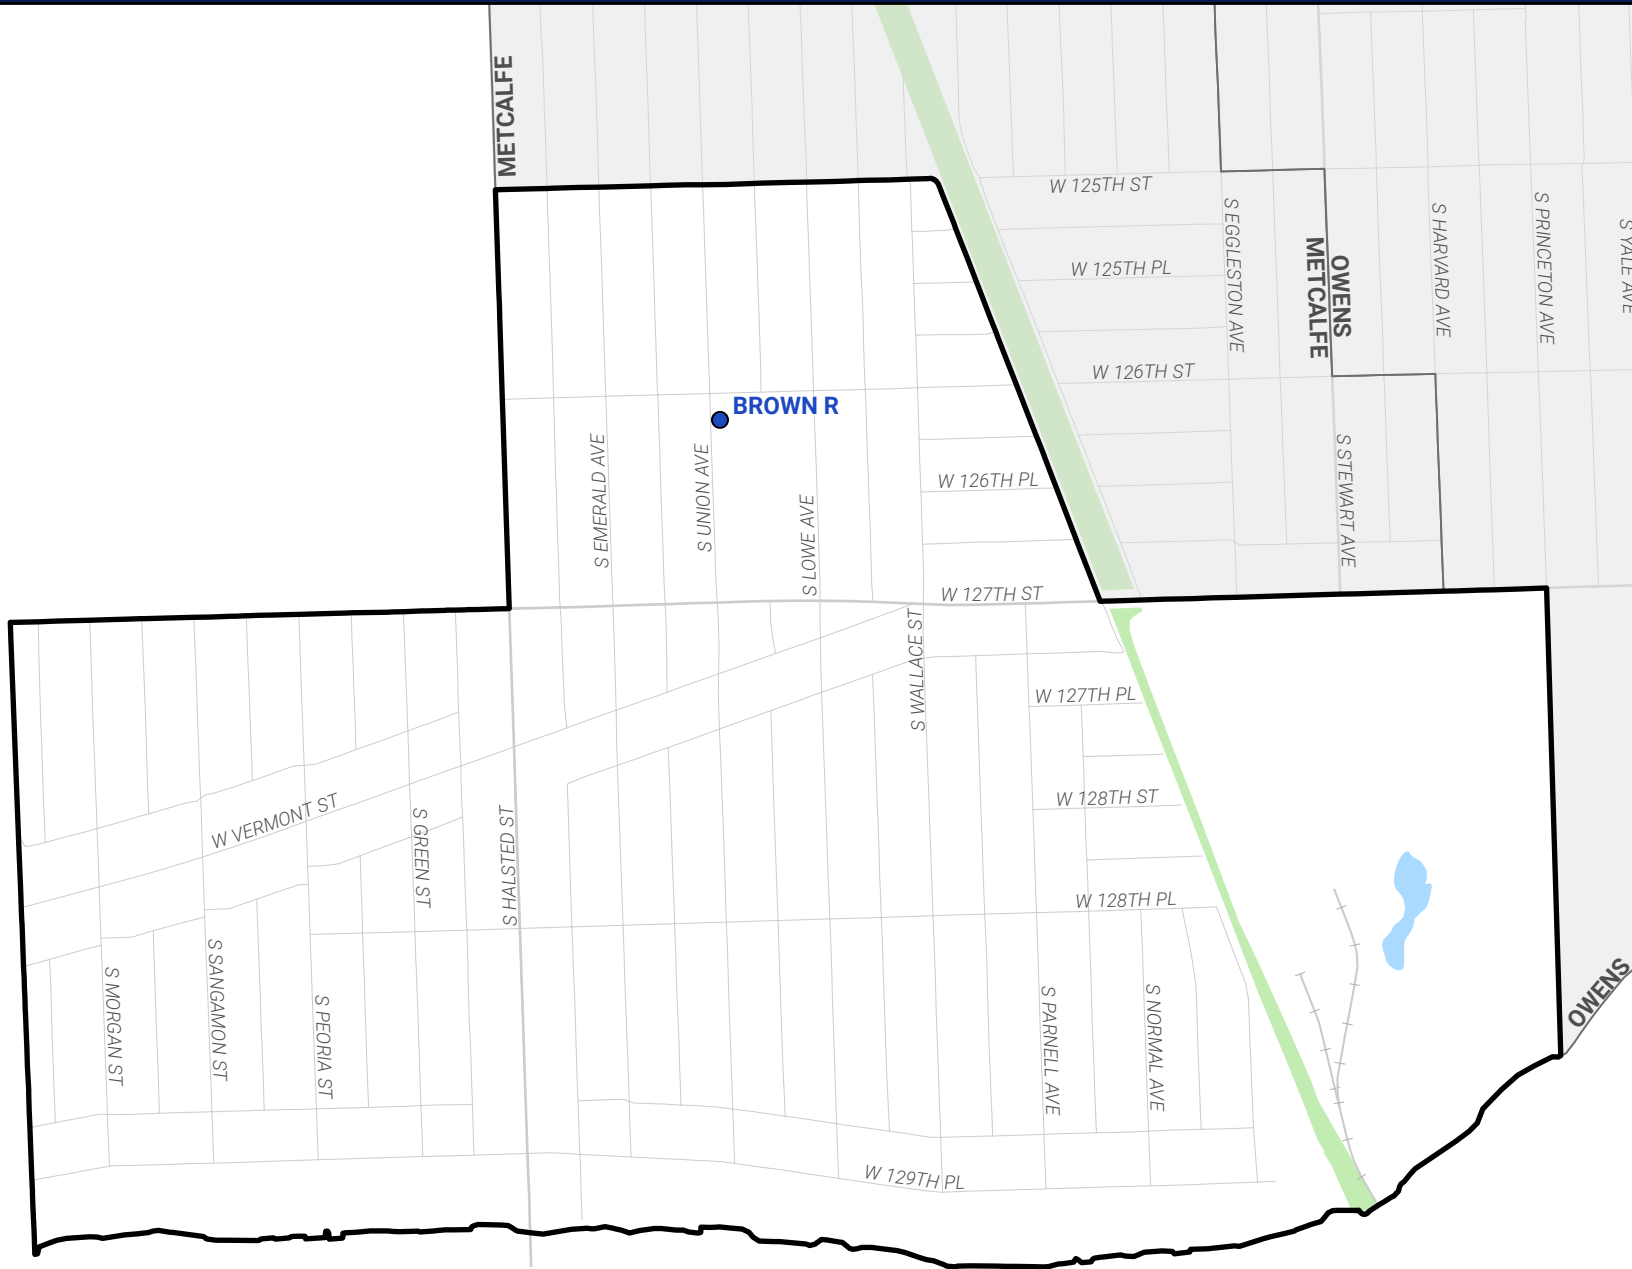 METCALFE
W 125TH ST
S EGGLESTON AVE
S HARVARD AVE
S PRINCETON AVE
S YALE AVE
OWENS
METCALFE
W 125TH PL
W 126TH ST
BROWN R
S EMERALD AVE
S UNION AVE
S LOWE AVE
W 126TH PL
S STEWART AVE
W 127TH ST
S WALLACE ST
W 127TH PL
W VERMONT ST
S GREEN ST
S HALSTED ST
W 128TH ST
W 128TH PL
S MORGAN ST
S SANGAMON ST
S PEORIA ST
S PARNELL AVE
S NORMAL AVE
OWENS
W 129TH PL